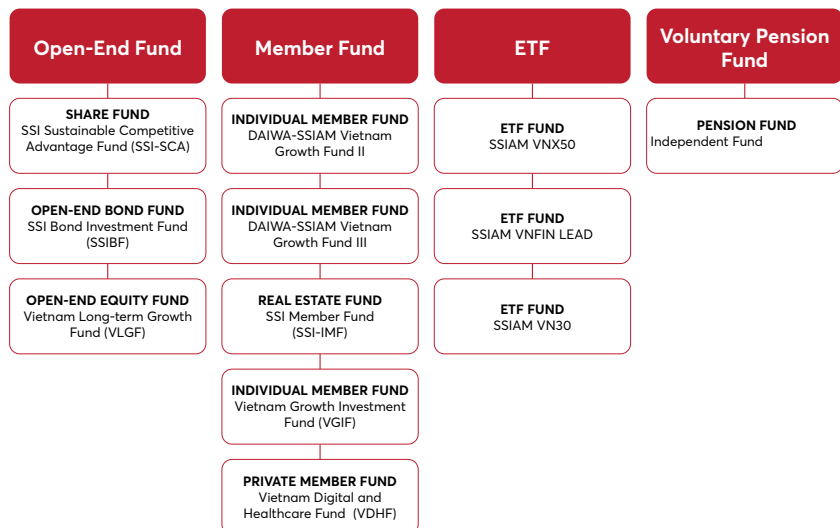 Open-End Fund
SHARE FUND
SSI Sustainable Competitive
Advantage Fund (SSI-SCA)
OPEN-END BOND FUND
SSI Bond Investment Fund
(SSIBF)
OPEN-END EQUITY FUND
Vietnam Long-term Growth
Fund (VLGF)
Member Fund
INDIVIDUAL MEMBER FUND
DAIWA-SSIAM Vietnam
Growth Fund II
INDIVIDUAL MEMBER FUND
DAIWA-SSIAM Vietnam
Growth Fund III
REAL ESTATE FUND
SSI Member Fund
(SSI-IMF)
INDIVIDUAL MEMBER FUND
Vietnam Growth Investment
Fund (VGIF)
PRIVATE MEMBER FUND
Vietnam Digital and
Healthcare Fund (VDHF)
ETF
ETF FUND
SSIAM VNX50
ETF FUND
SSIAM VNFIN LEAD
ETF FUND
SSIAM VN30
Voluntary Pension
Fund
PENSION FUND
Independent Fund